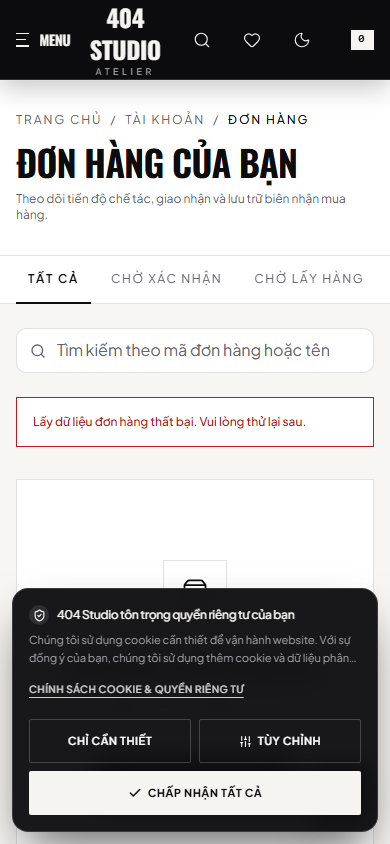 MENU
404
STUDIO
ATELIER
0
TRANG CHỦ / TÀI KHOẢN / ĐƠN HÀNG
ĐƠN HÀNG CỦA BẠN
Theo dõi tiến độ chế tác, giao nhận và lưu trữ biên nhận mua
hàng.
TẤT CẢ CHỜ XÁC NHẬN CHỜ LẤY HÀNG
Tìm kiếm theo mã đơn hàng hoặc tên
Lấy dữ liệu đơn hàng thất bại. Vui lòng thử lại sau.
404 Studio tôn trọng quyền riêng tư của bạn
Chúng tôi sử dụng cookie cần thiết để vận hành website. Với sự
đồng ý của bạn, chúng tôi sử dụng thêm cookie và dữ liệu phân...
CHÍNH SÁCH COOKIE & QUYỀN RIÊNG TƯ
CHỈ CẦN THIẾT
TÙY CHỈNH
CHẤP NHẬN TẤT CẢ